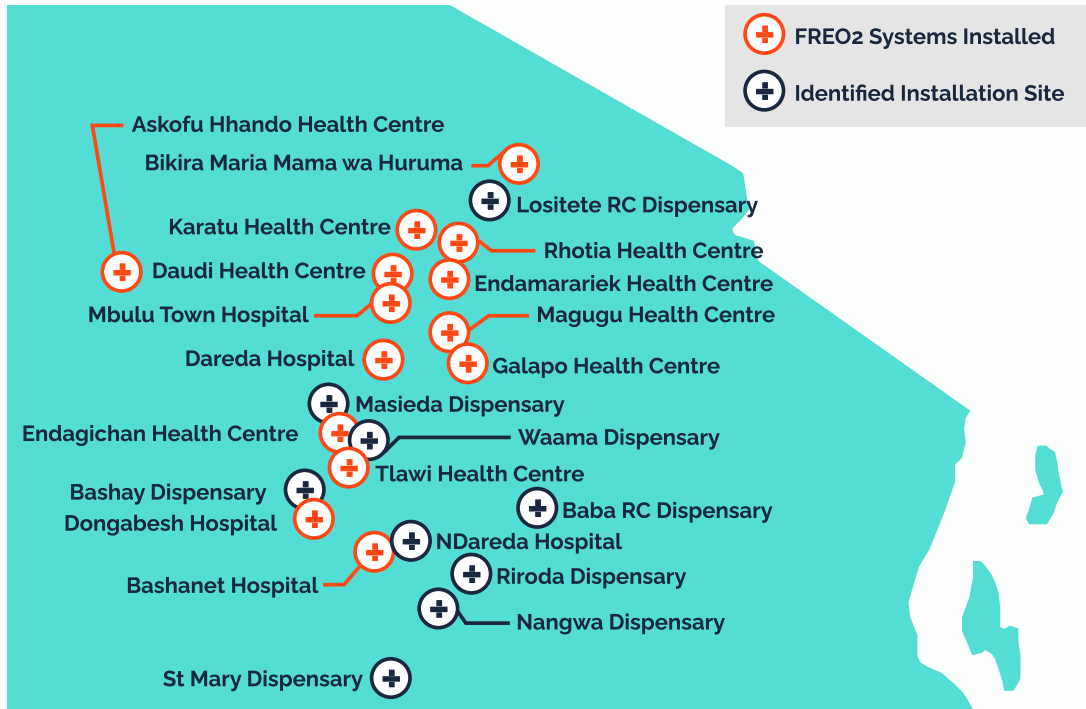 FREO2 Systems Installed
Identified Installation Site
Askofu Hhando Health Centre
Bikira Maria Mama wa Huruma
Lositete RC Dispensary
Karatu Health Centre
Rhotia Health Centre
Daudi Health Centre
Endamarariek Health Centre
Mbulu Town Hospital
Magugu Health Centre
Dareda Hospital
Galapo Health Centre
Masieda Dispensary
Endagichan Health Centre
Waama Dispensary
Tlawi Health Centre
Bashay Dispensary
Baba RC Dispensary
Dongabesh Hospital
NDareda Hospital
Riroda Dispensary
Bashanet Hospital
Nangwa Dispensary
St Mary Dispensary